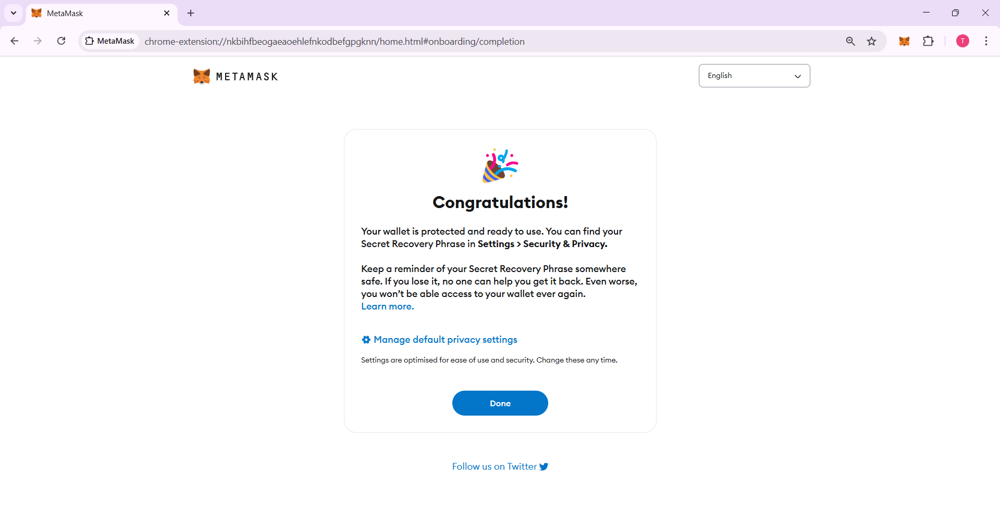 MetaMask
MetaMask
chrome-extension://nkbihfbeogaeaoehlefnkodbefgpgknn/home.html#onboarding/completion
T
METAMASK
English
Congratulations!
Your wallet is protected and ready to use. You can find your
Secret Recovery Phrase in Settings > Security & Privacy.
Keep a reminder of your Secret Recovery Phrase somewhere
safe. If you lose it, no one can help you get it back. Even worse,
you won’t be able access to your wallet ever again.
Learn more.
Manage default privacy settings
Settings are optimised for ease of use and security. Change these any time.
Done
Follow us on Twitter